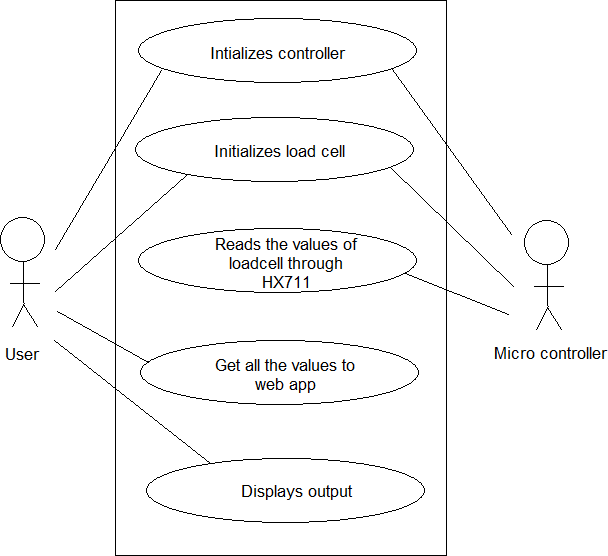 Intializes controller
Initializes load cell
Reads the values of
loadcell through
HX711
User
Micro controller
Get all the values to
web app
Displays output